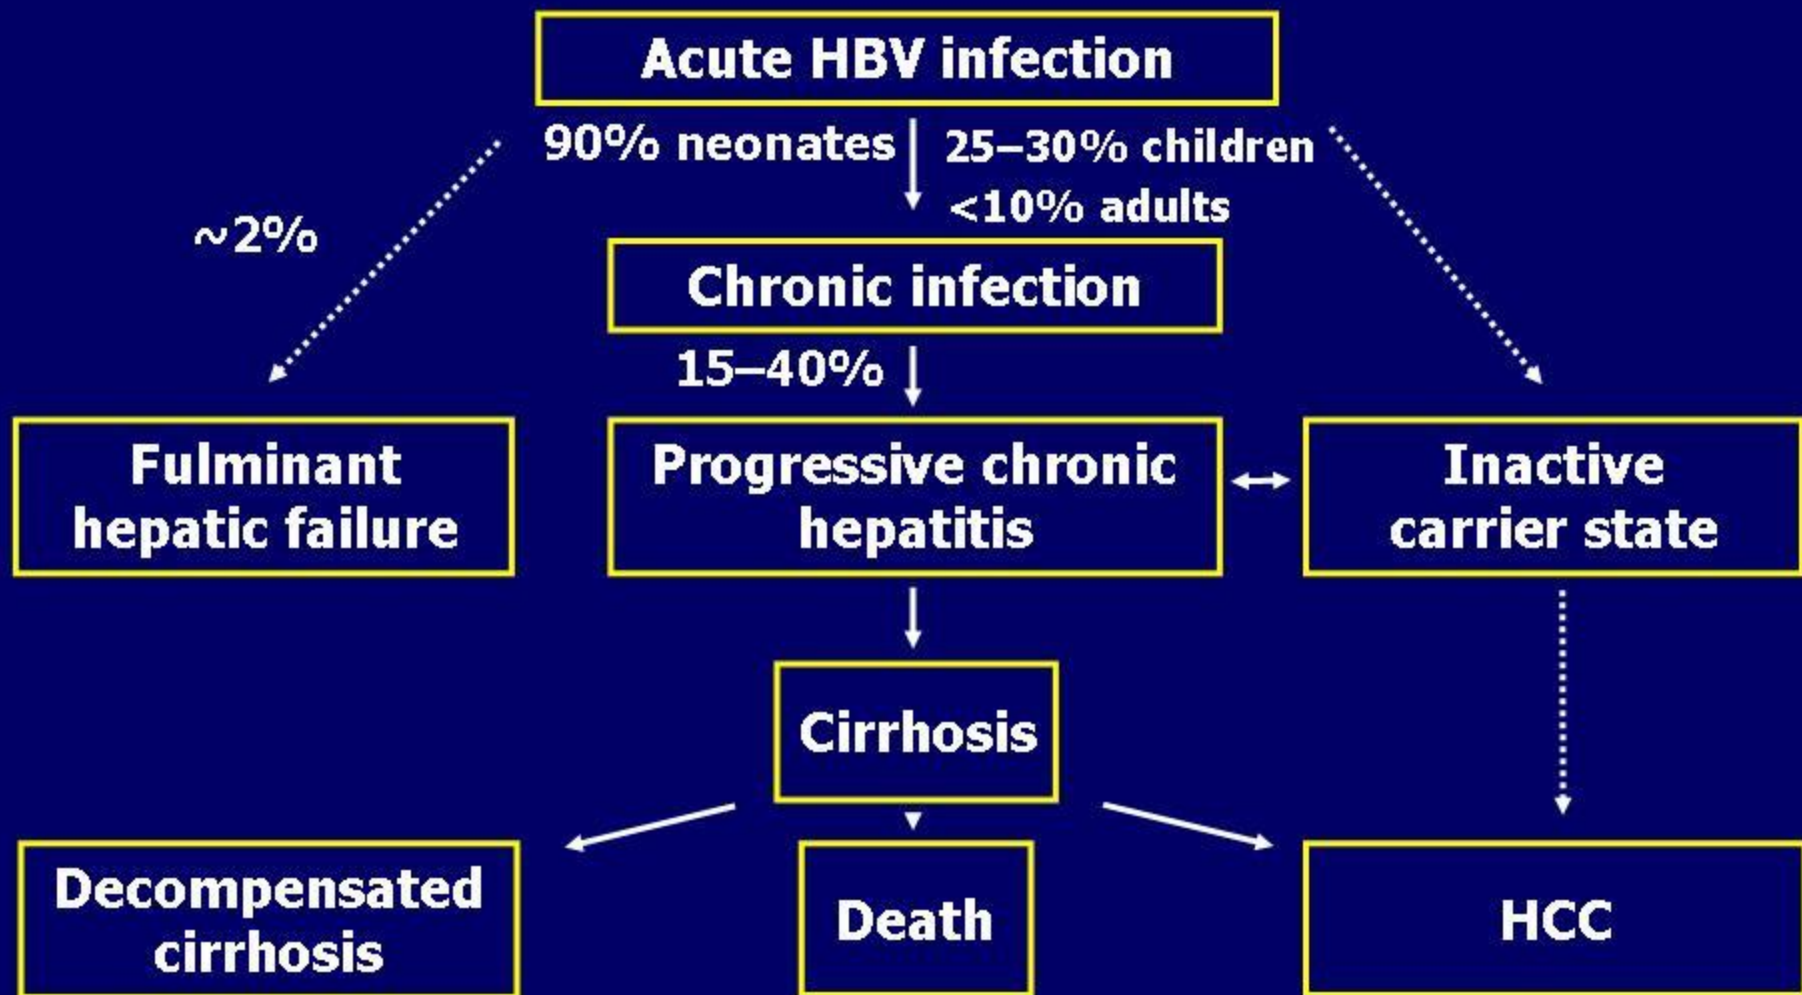 Acute HBV infection
90% neonates
25–30% children
<10% adults
~2%
Chronic infection
15–40%
Fulminant
hepatic failure
Progressive chronic
hepatitis
Inactive
carrier state
Cirrhosis
Decompensated
cirrhosis
Death
HCC